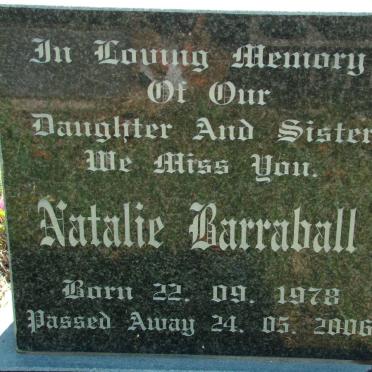 In Loving Memory
Of Our
Daughter And Sister
We Miss You.
Natalie Barraball
Born 22. 09. 1978
Passed Away 24. 05. 2006